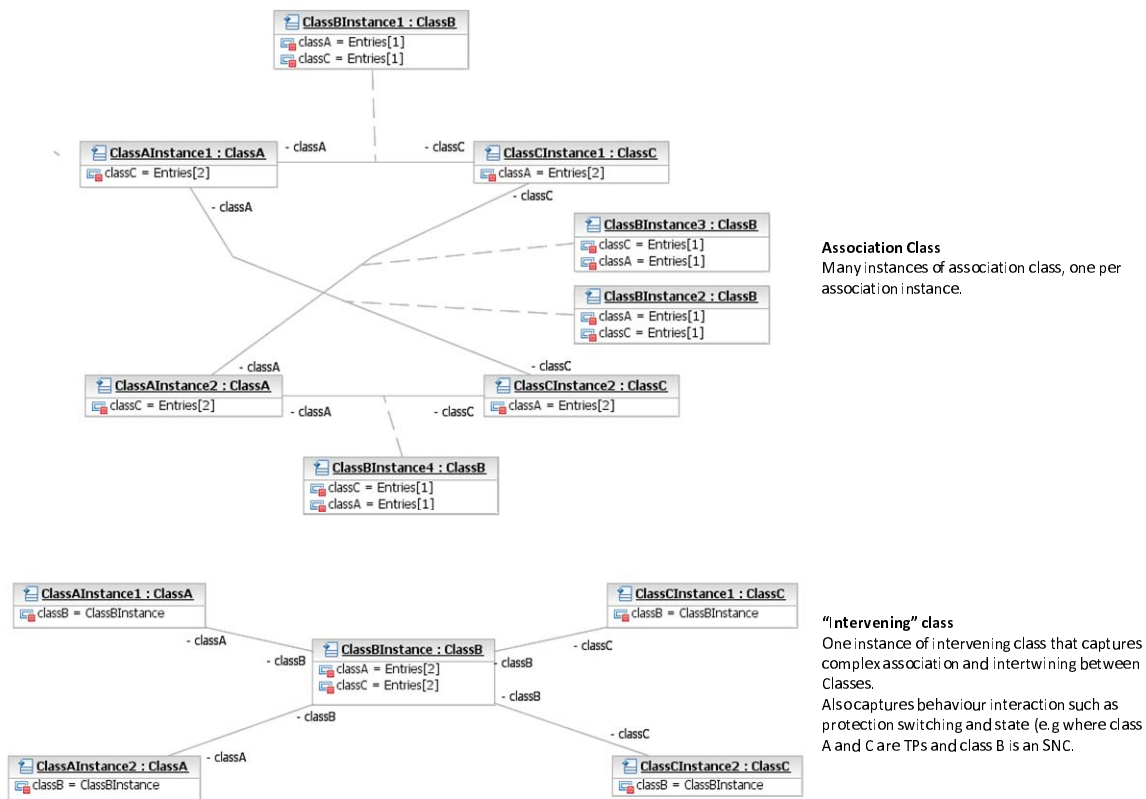 ClassBInstance1 : ClassB
classA = Entries[1]
classC = Entries[1]
ClassAInstance1 : ClassA
classC = Entries[2]
- classA
- classC
ClassCInstance1 : ClassC
classA = Entries[2]
- classA
- classC
ClassBInstance3 : ClassB
classC = Entries[1]
classA = Entries[1]
Association Class
Many instances of association class, one per
association instance.
ClassBInstance2 : ClassB
classA = Entries[1]
classC = Entries[1]
- classA
- classC
ClassAInstance2 : ClassA
classC = Entries[2]
- classA
- classC
ClassCInstance2 : ClassC
classA = Entries[2]
ClassBInstance4 : ClassB
classC = Entries[1]
classA = Entries[1]
ClassAInstance1 : ClassA
classB = ClassBInstance
- classA
- classB
ClassBInstance : ClassB
classA = Entries[2]
classC = Entries[2]
ClassCInstance1 : ClassC
classB = ClassBInstance
- classC
- classB
- classB
- classB
- classA
ClassAInstance2 : ClassA
classB = ClassBInstance
- classC
ClassCInstance2 : ClassC
classB = ClassBInstance
“Intervening” class
One instance of intervening class that captures
complex association and intertwining between
Classes.
Also captures behaviour interaction such as
protection switching and state (e.g where class
A and C are TPs and class B is an SNC.